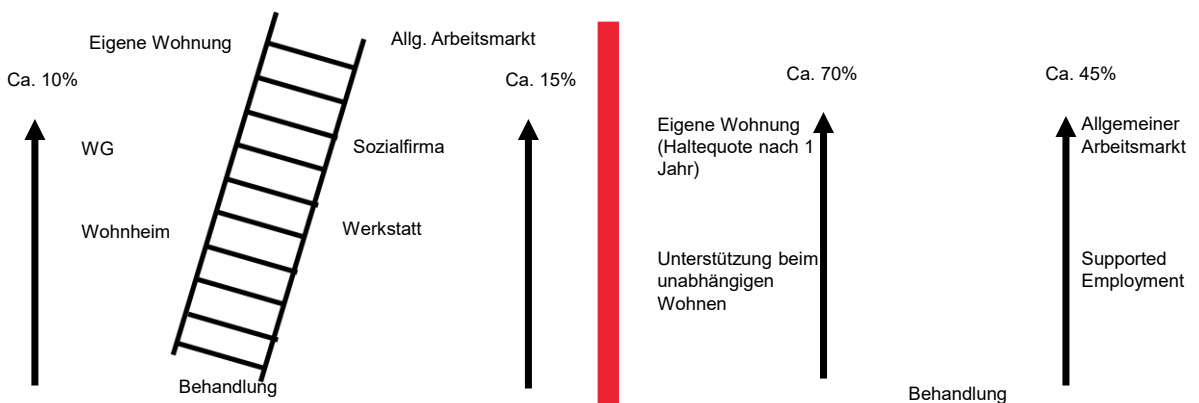 Eigene Wohnung
Allg. Arbeitsmarkt
Ca. 10%
Ca. 15%
WG
Sozialfirma
Wohnheim
Werkstatt
Behandlung
Ca. 70%
Ca. 45%
Eigene Wohnung
(Haltequote nach 1
Jahr)
Allgemeiner
Arbeitsmarkt
Unterstützung beim
unabhängigen
Wohnen
Supported
Employment
Behandlung